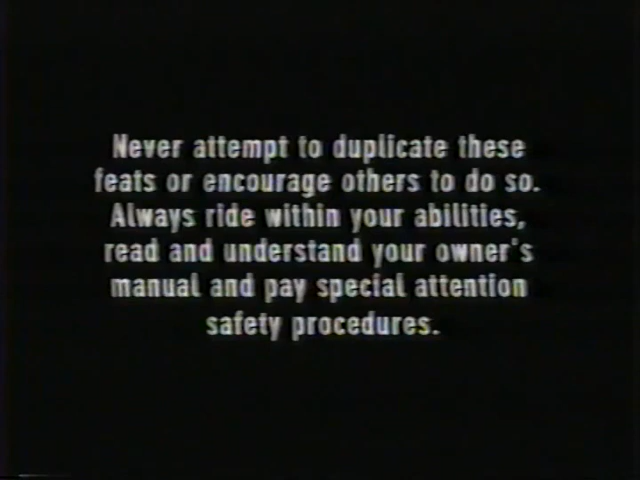 Never attempt to duplicate these
feats or encourage others to do so.
Always ride within your abilities,
read and understand your owner's
manual and pay special attention
safety procedures.